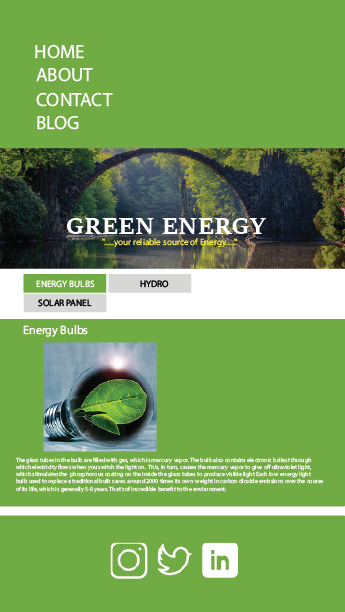 HOME
ABOUT
CONTACT
BLOG
GREEN ENERGY
"......your reliable source of Energy....."
ENERGY BULBS
HYDRO
SOLAR PANEL
Energy Bulbs
The glass tubes in the bulb are filled with gas, which is mercury vapor. The bulb also contains electronic ballast through
which electricity flows when you switch the light on. This, in turn, causes the mercury vapor to give off ultraviolet light,
which stimulates the phosphorous coating on the inside the glass tubes to produce visible light Each low energy light
bulb used to replace a traditional bulb saves around 2000 times its own weight in carbon dioxide emissions over the course
of its life, which is generally 5-8 years. That's of incredible benefit to the environment.
in